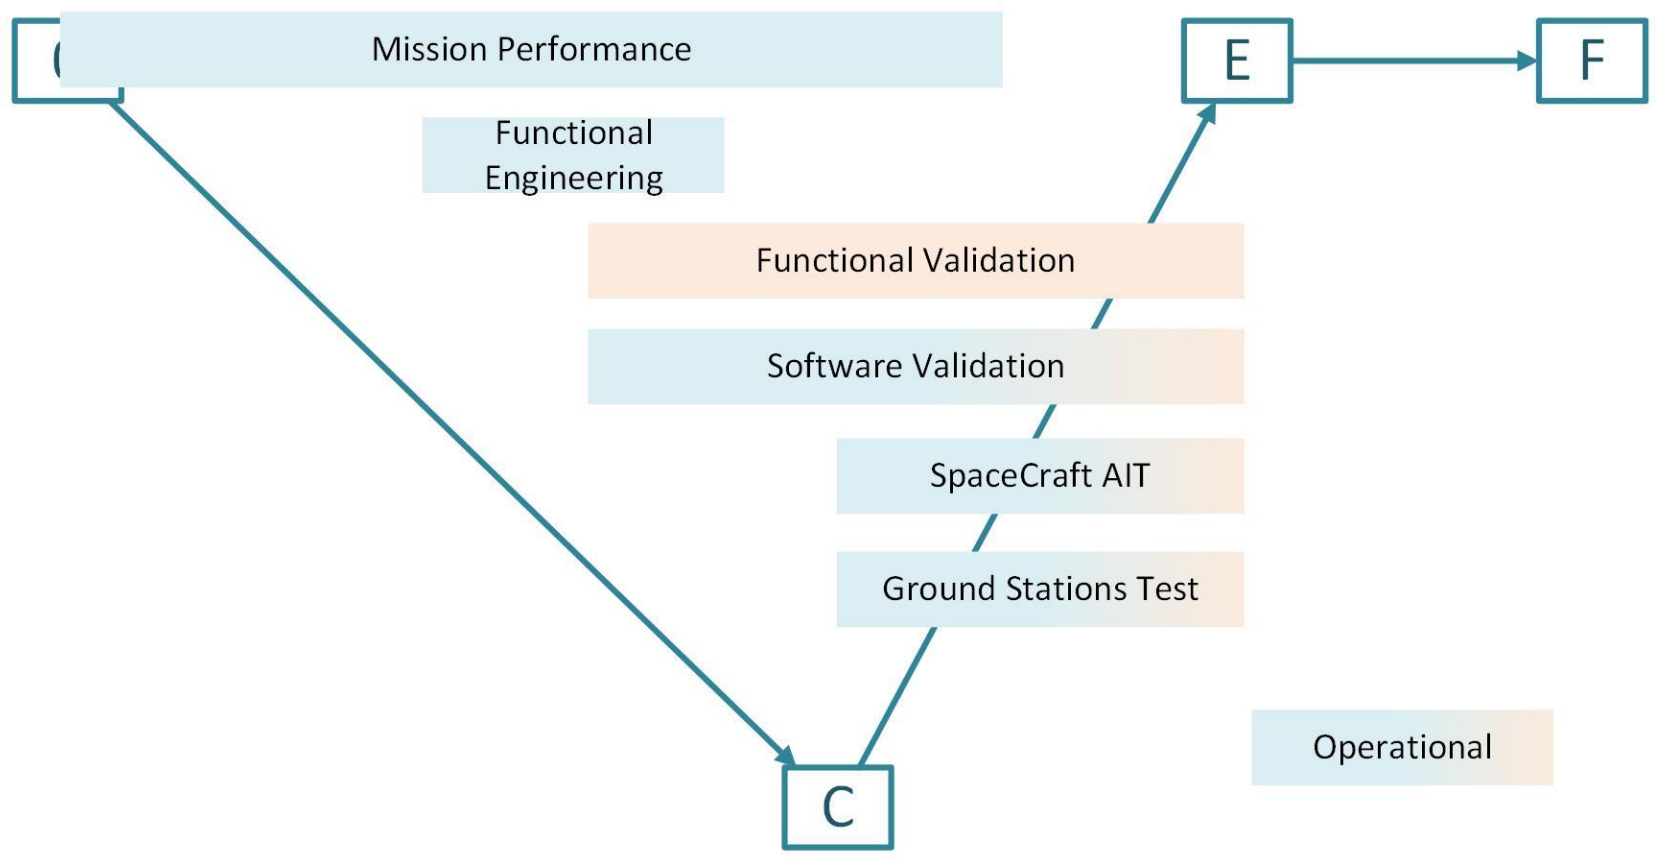 Mission Performance
E
F
Functional
Engineering
Functional Validation
Software Validation
SpaceCraft AIT
Ground Stations Test
Operational
C